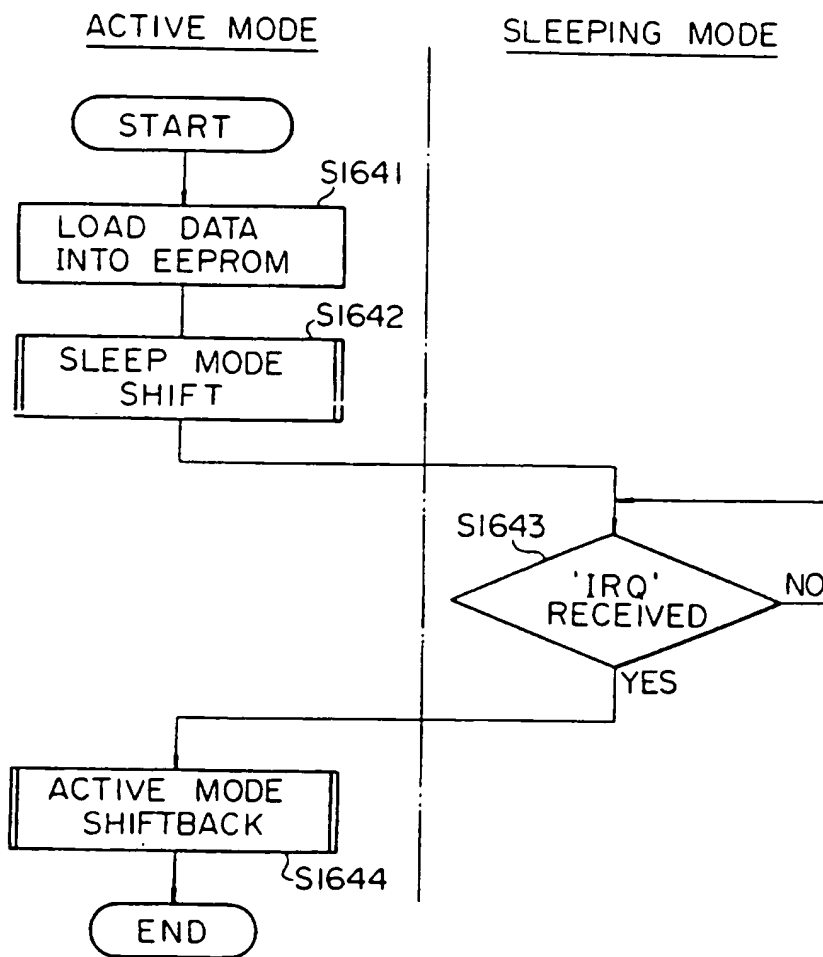 ACTIVE MODE
SLEEPING MODE
START
S1641
LOAD DATA
INTO EEPROM
S1642
SLEEP MODE
SHIFT
S1643
'IRQ'
RECEIVED
NO
YES
ACTIVE MODE
SHIFTBACK
S1644
END